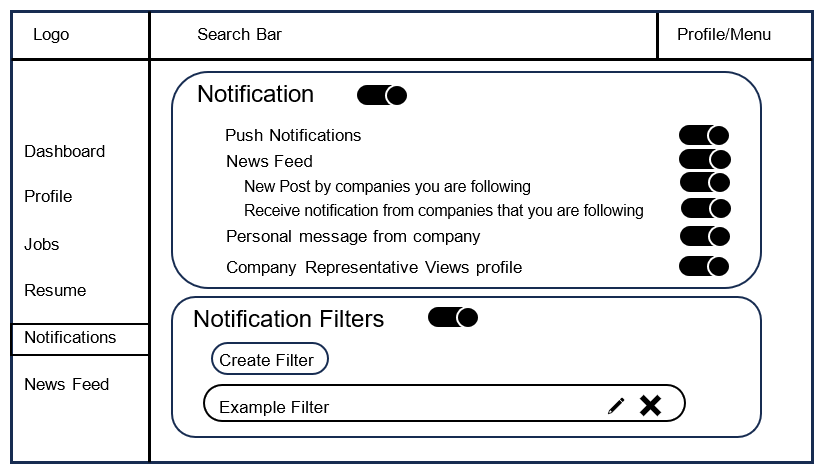 Logo
Search Bar
Profile/Menu
Dashboard
Profile
Jobs
Resume
Notifications
News Feed
Notification
Push Notifications
News Feed
New Post by companies you are following
Receive notification from companies that you are following
Personal message from company
Company Representative Views profile
Notification Filters
Create Filter
Example Filter